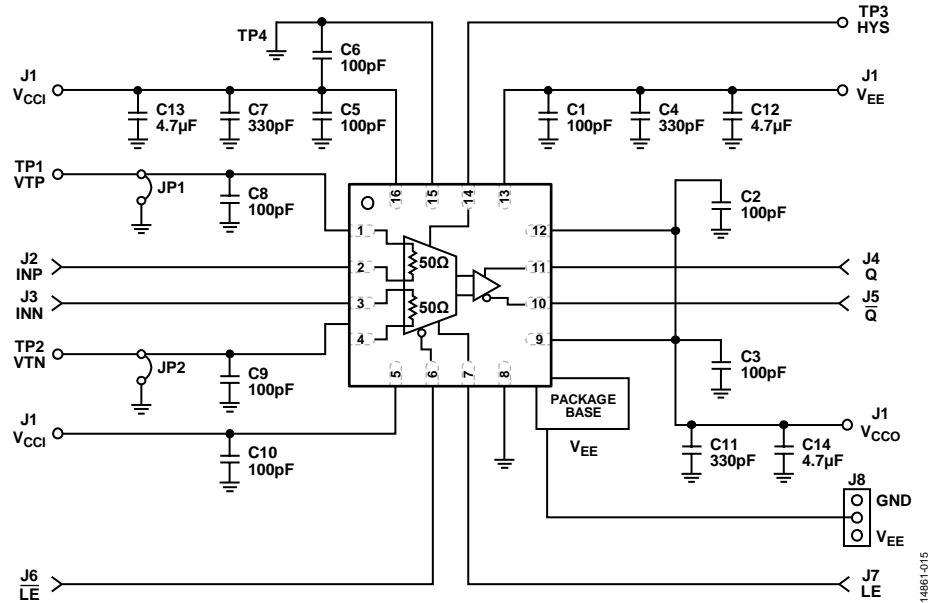 TP3
HYS
TP4
C6
100pF
J1
VCCI
C13
4.7µF
C7
330pF
C5
100pF
C1
100pF
C4
330pF
C12
4.7µF
J1
VEE
TP1
VTP
JP1
C8
100pF
16
15
14
13
C2
100pF
1
12
J2
INP
2
50Ω
11
J4
Q
J3
INN
3
50Ω
10
J5
Q̅
TP2
VTN
JP2
C9
100pF
4
9
C3
100pF
5
6
7
8
PACKAGE
BASE
VEE
J1
VCCI
C10
100pF
C11
330pF
C14
4.7µF
J1
VCCO
J8
GND
VEE
J6
L̅E̅
J7
LE
14861-015